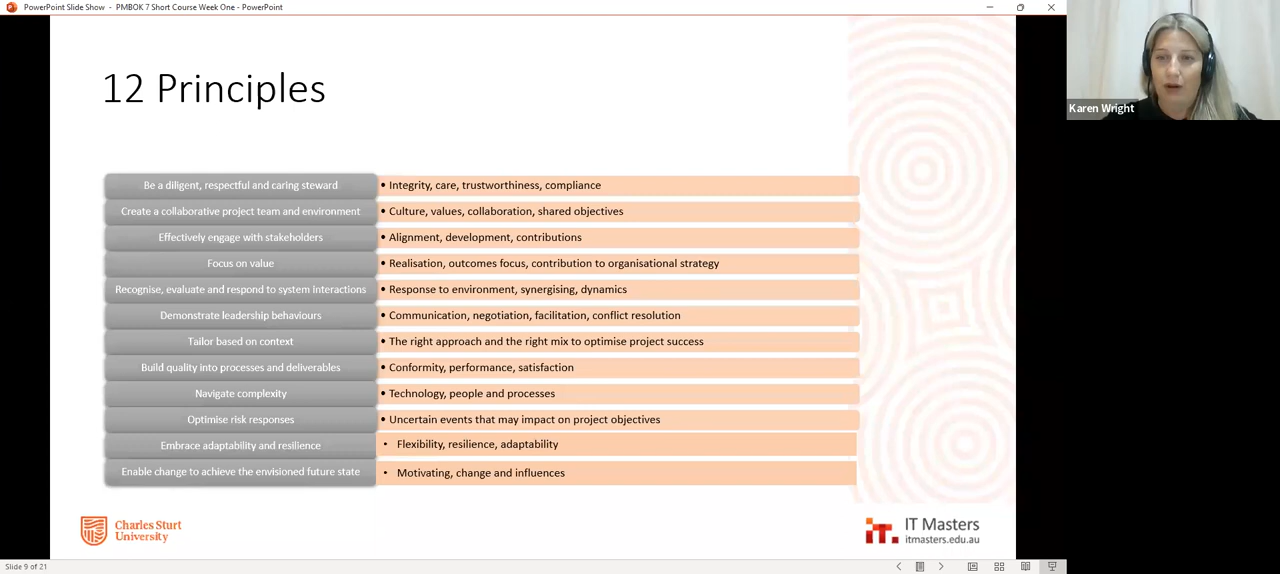 PowerPoint Slide Show - PMBOK 7 Short Course Week One - PowerPoint
Karen Wright
12 Principles
Be a diligent, respectful and caring steward • Integrity, care, trustworthiness, compliance
Create a collaborative project team and environment • Culture, values, collaboration, shared objectives
Effectively engage with stakeholders • Alignment, development, contributions
Focus on value • Realisation, outcomes focus, contribution to organisational strategy
Recognise, evaluate and respond to system interactions • Response to environment, synergising, dynamics
Demonstrate leadership behaviours • Communication, negotiation, facilitation, conflict resolution
Tailor based on context • The right approach and the right mix to optimise project success
Build quality into processes and deliverables • Conformity, performance, satisfaction
Navigate complexity • Technology, people and processes
Optimise risk responses • Uncertain events that may impact on project objectives
Embrace adaptability and resilience • Flexibility, resilience, adaptability
Enable change to achieve the envisioned future state • Motivating, change and influences
Charles Sturt
University
IT Masters
itmasters.edu.au
Slide 9 of 21